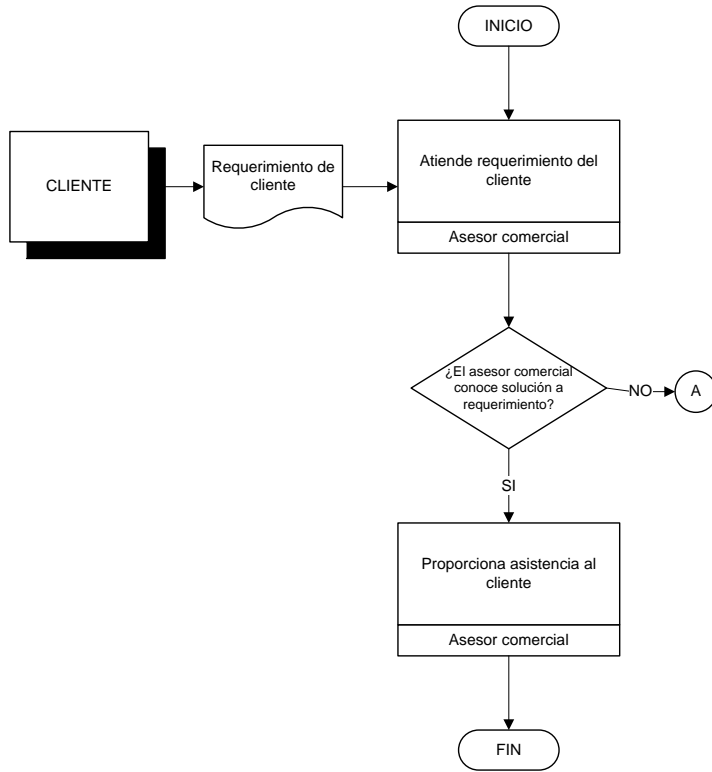 INICIO
CLIENTE
Requerimiento de
cliente
Atiende requerimiento del
cliente
Asesor comercial
¿El asesor comercial
conoce solución a
requerimiento?
NO
A
SI
Proporciona asistencia al
cliente
Asesor comercial
FIN